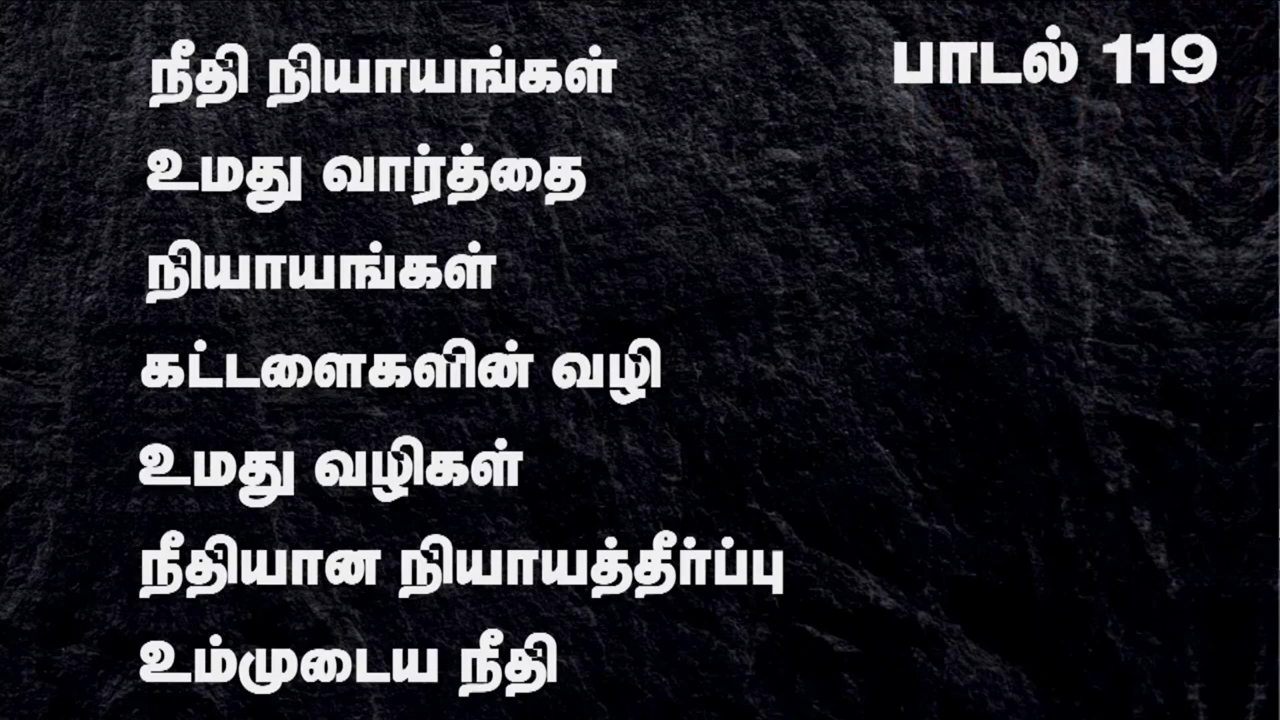 பாடல் 119
நீதி நியாயங்கள்
உமது வார்த்தை
நியாயங்கள்
கட்டளைகளின் வழி
உமது வழிகள்
நீதியான நியாயத்தீர்ப்பு
உம்முடைய நீதி